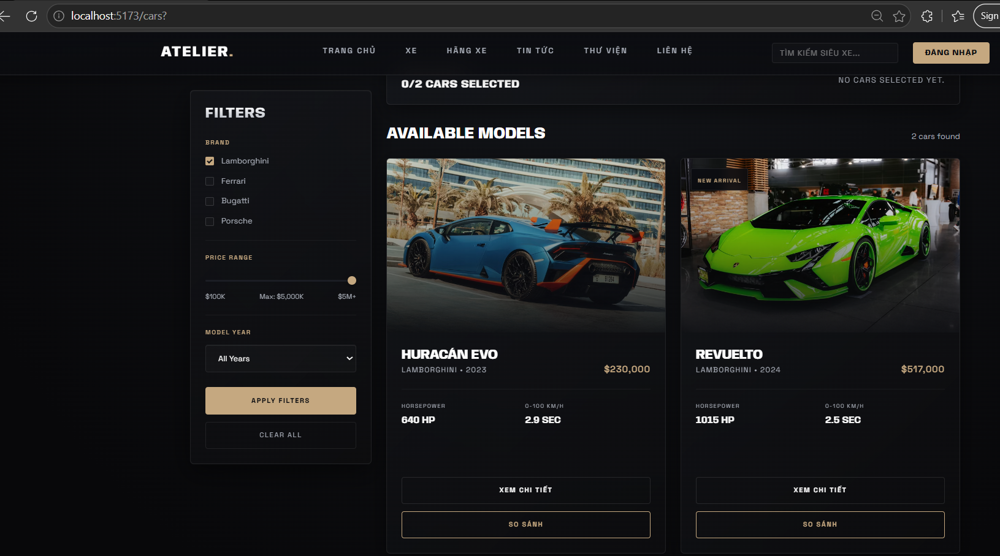 localhost:5173/cars?
Sign
ATELIER.
TRANG CHỦ XE HÃNG XE TIN TỨC THƯ VIỆN LIÊN HỆ
TÌM KIẾM SIÊU XE...
ĐĂNG NHẬP
0/2 CARS SELECTED
NO CARS SELECTED YET.
FILTERS
BRAND
Lamborghini
Ferrari
Bugatti
Porsche
PRICE RANGE
$100K Max: $5,000K $5M+
MODEL YEAR
All Years
APPLY FILTERS
CLEAR ALL
AVAILABLE MODELS
2 cars found
HURACÁN EVO
LAMBORGHINI • 2023
$230,000
HORSEPOWER 0-100 KM/H
640 HP 2.9 SEC
XEM CHI TIẾT
SO SÁNH
NEW ARRIVAL
REVUELTO
LAMBORGHINI • 2024
$517,000
HORSEPOWER 0-100 KM/H
1015 HP 2.5 SEC
XEM CHI TIẾT
SO SÁNH